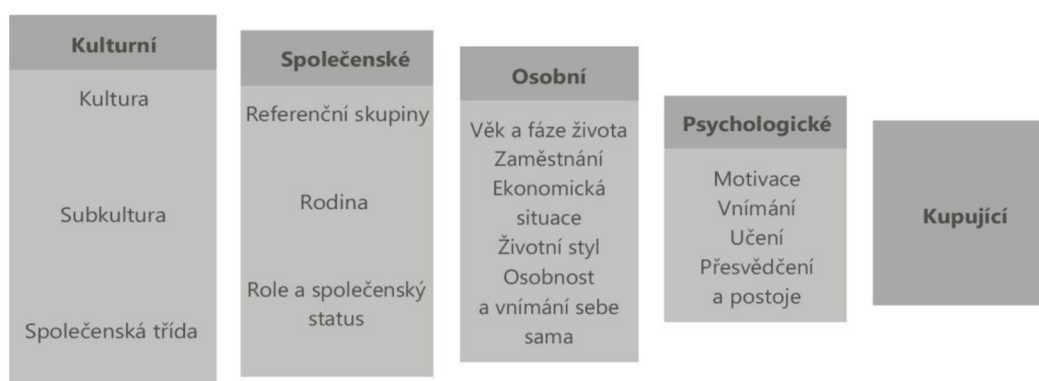 Kulturní
Kultura
Subkultura
Společenská třída
Společenské
Referenční skupiny
Rodina
Role a společenský
status
Osobní
Věk a fáze života
Zaměstnání
Ekonomická
situace
Životní styl
Osobnost
a vnímání sebe
sama
Psychologické
Motivace
Vnímání
Učení
Přesvědčení
a postoje
Kupující